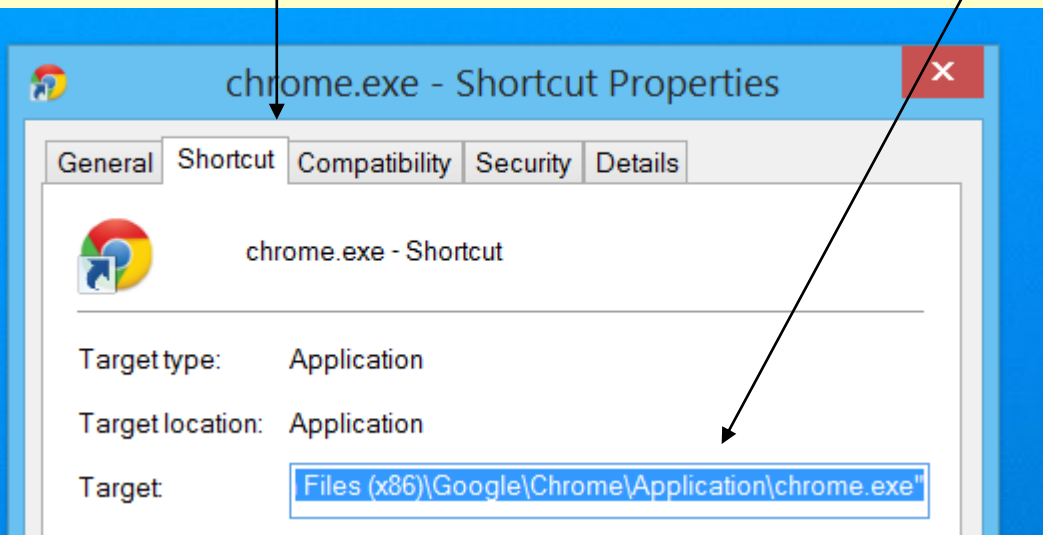 chrome.exe - Shortcut Properties
General Shortcut Compatibility Security Details
chrome.exe - Shortcut
Target type: Application
Target location: Application
Target: Files (x86)\Google\Chrome\Application\chrome.exe"